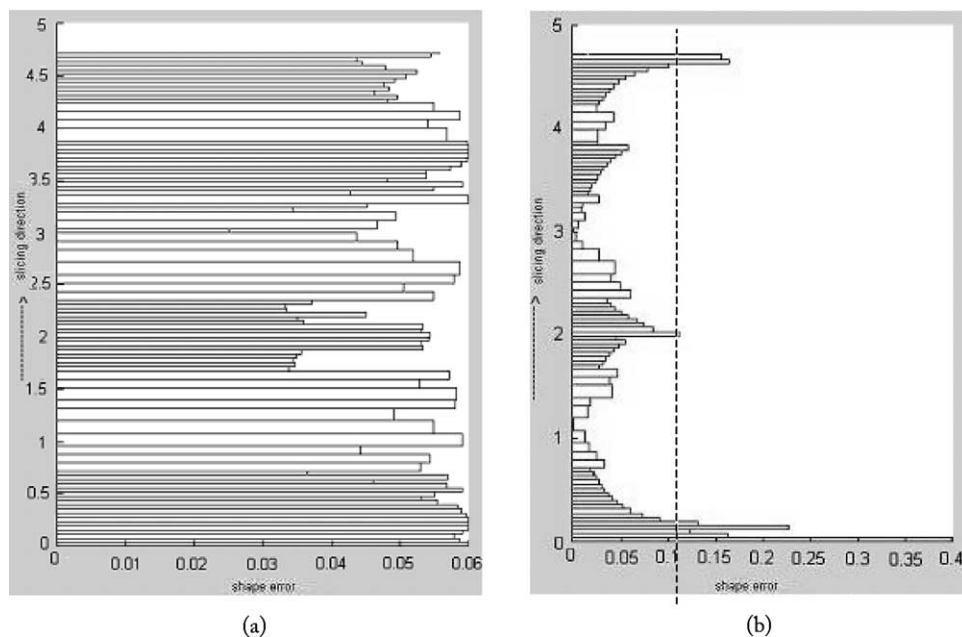 5
4.5
4
3.5
3
2.5
2
1.5
1
0.5
0
-------> slicing direction
0 0.01 0.02 0.03 0.04 0.05 0.06
shape error
(a)
5
4
3
2
1
0
-------> slicing direction
0 0.05 0.1 0.15 0.2 0.25 0.3 0.35 0.4
shape error
(b)